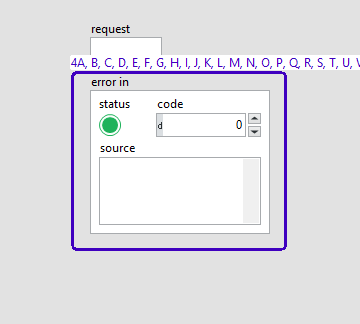 request
4A, B, C, D, E, F, G, H, I, J, K, L, M, N, O, P, Q, R, S, T, U, V
error in
status
code
d
0
source